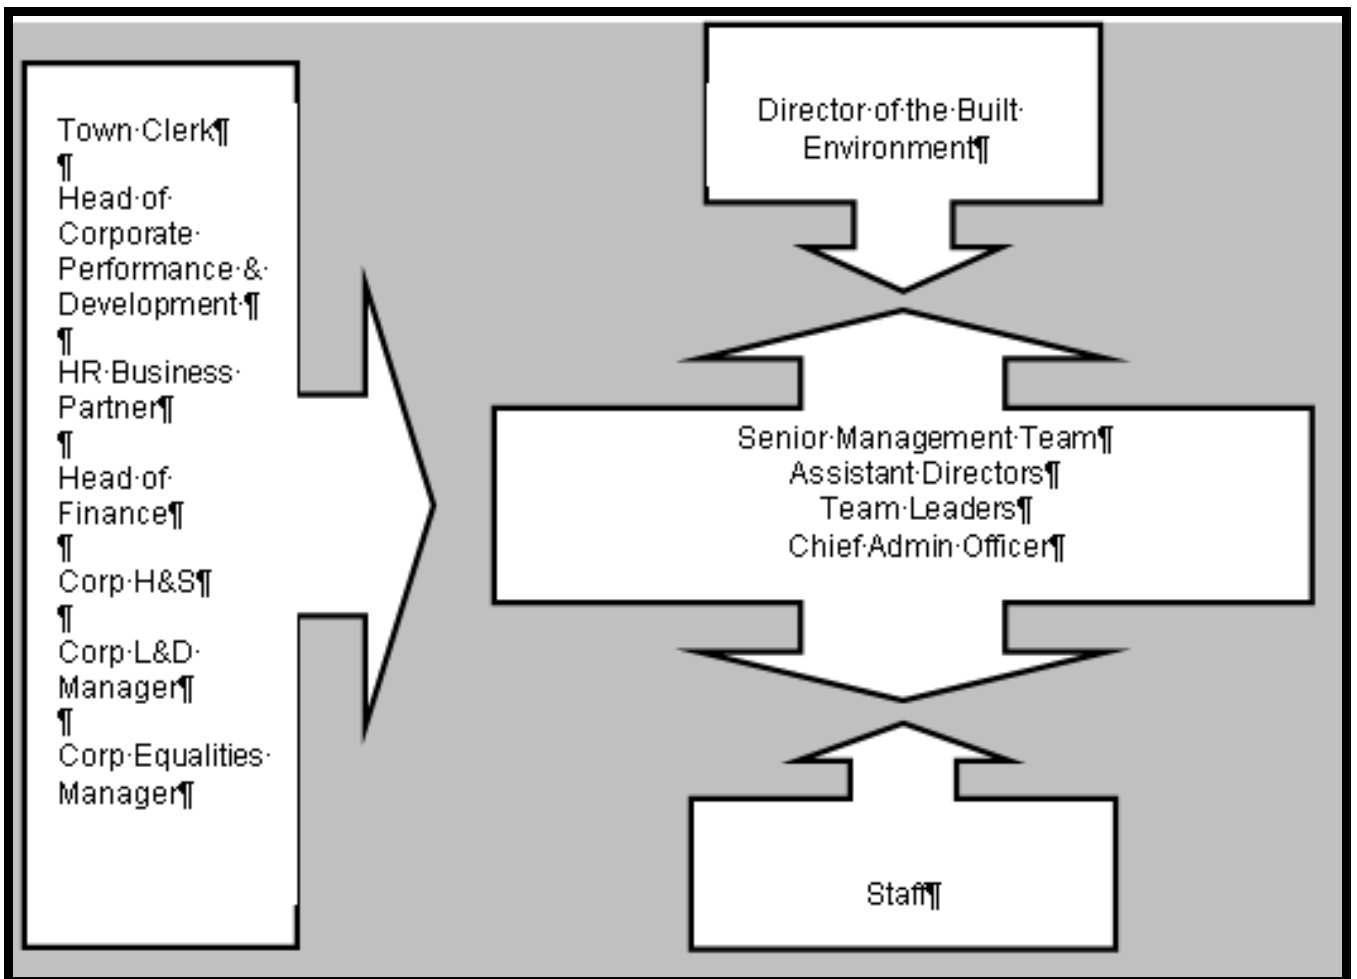 Town·Clerk¶
¶
Head·of·
Corporate·
Performance·&·
Development·¶
¶
HR·Business·
Partner¶
¶
Head·of·
Finance¶
¶
Corp·H&S¶
¶
Corp·L&D·
Manager¶
¶
Corp·Equalities·
Manager¶
Director·of·the·Built·
Environment¶
Senior·Management·Team¶
Assistant·Directors¶
Team·Leaders¶
Chief·Admin·Officer¶
Staff¶